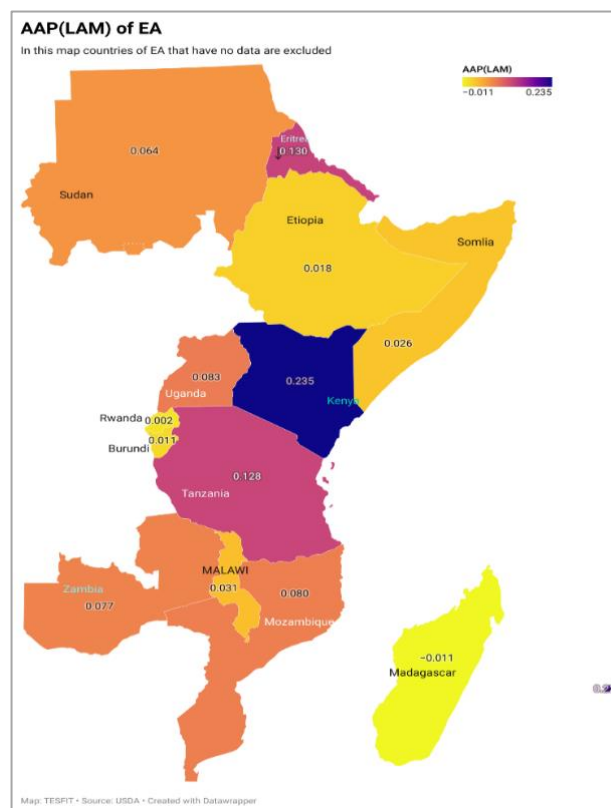 AAP(LAM) of EA
In this map countries of EA that have no data are excluded
AAP(LAM)
−0.011 0.235
Eritrea
0.130
0.064
Sudan
Etiopia
Somlia
0.018
0.026
0.083
0.235
Uganda
Kenya
Rwanda 0.002
0.011
Burundi
0.128
Tanzania
MALAWI
Zambia
0.031
0.080
0.077
Mozambique
−0.011
Madagascar
Map: TESFIT • Source: USDA • Created with Datawrapper